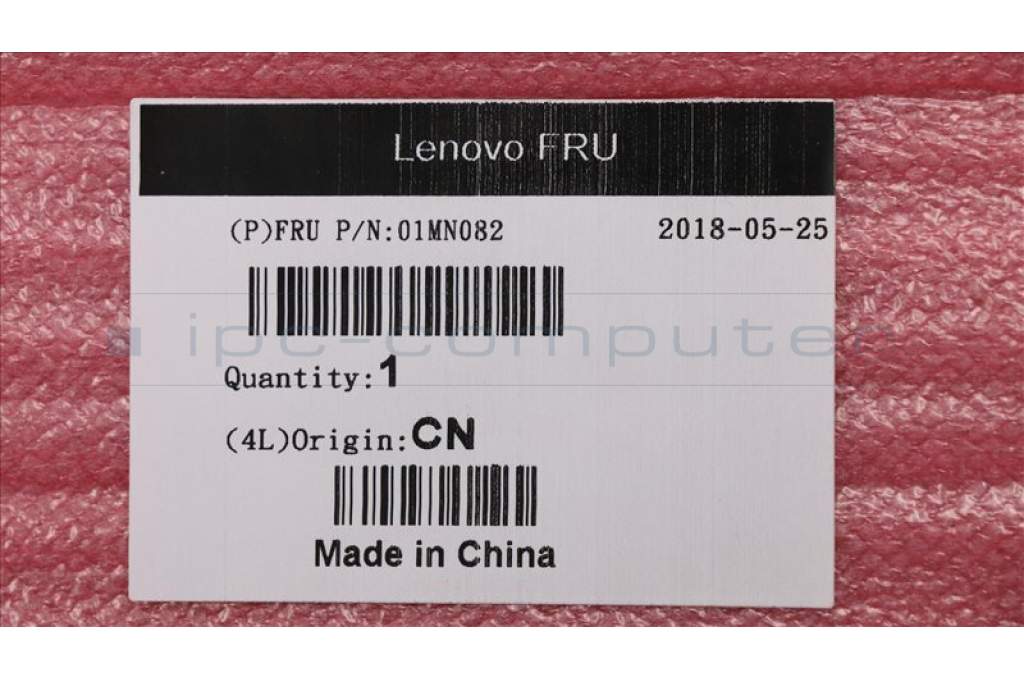 Lenovo FRU
(P)FRU P/N:01MN082 2018-05-25
ipc-computer
Quantity:1
(4L)Origin:CN
Made in China